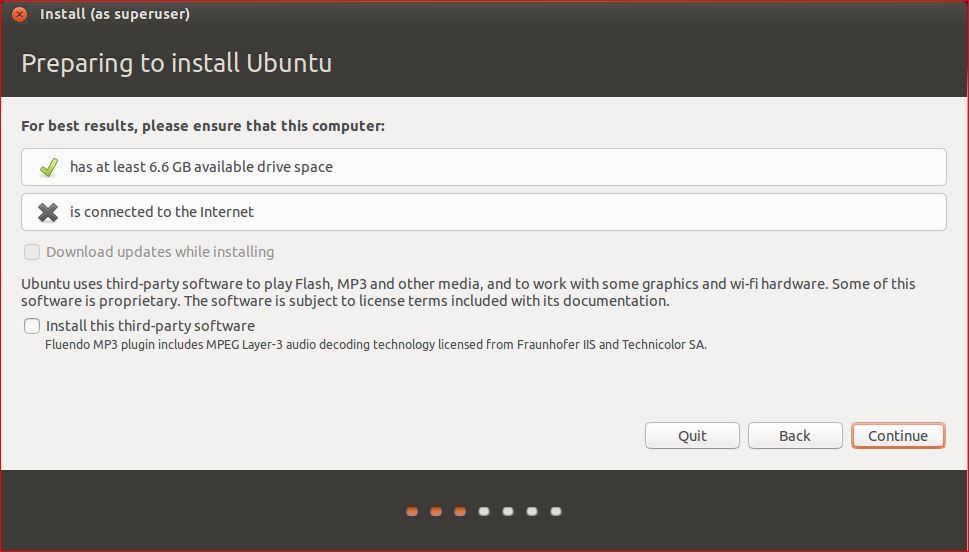 Install (as superuser)
Preparing to install Ubuntu
For best results, please ensure that this computer:
has at least 6.6 GB available drive space
is connected to the Internet
Download updates while installing
Ubuntu uses third-party software to play Flash, MP3 and other media, and to work with some graphics and wi-fi hardware. Some of this
software is proprietary. The software is subject to license terms included with its documentation.
Install this third-party software
Fluendo MP3 plugin includes MPEG Layer-3 audio decoding technology licensed from Fraunhofer IIS and Technicolor SA.
Quit
Back
Continue